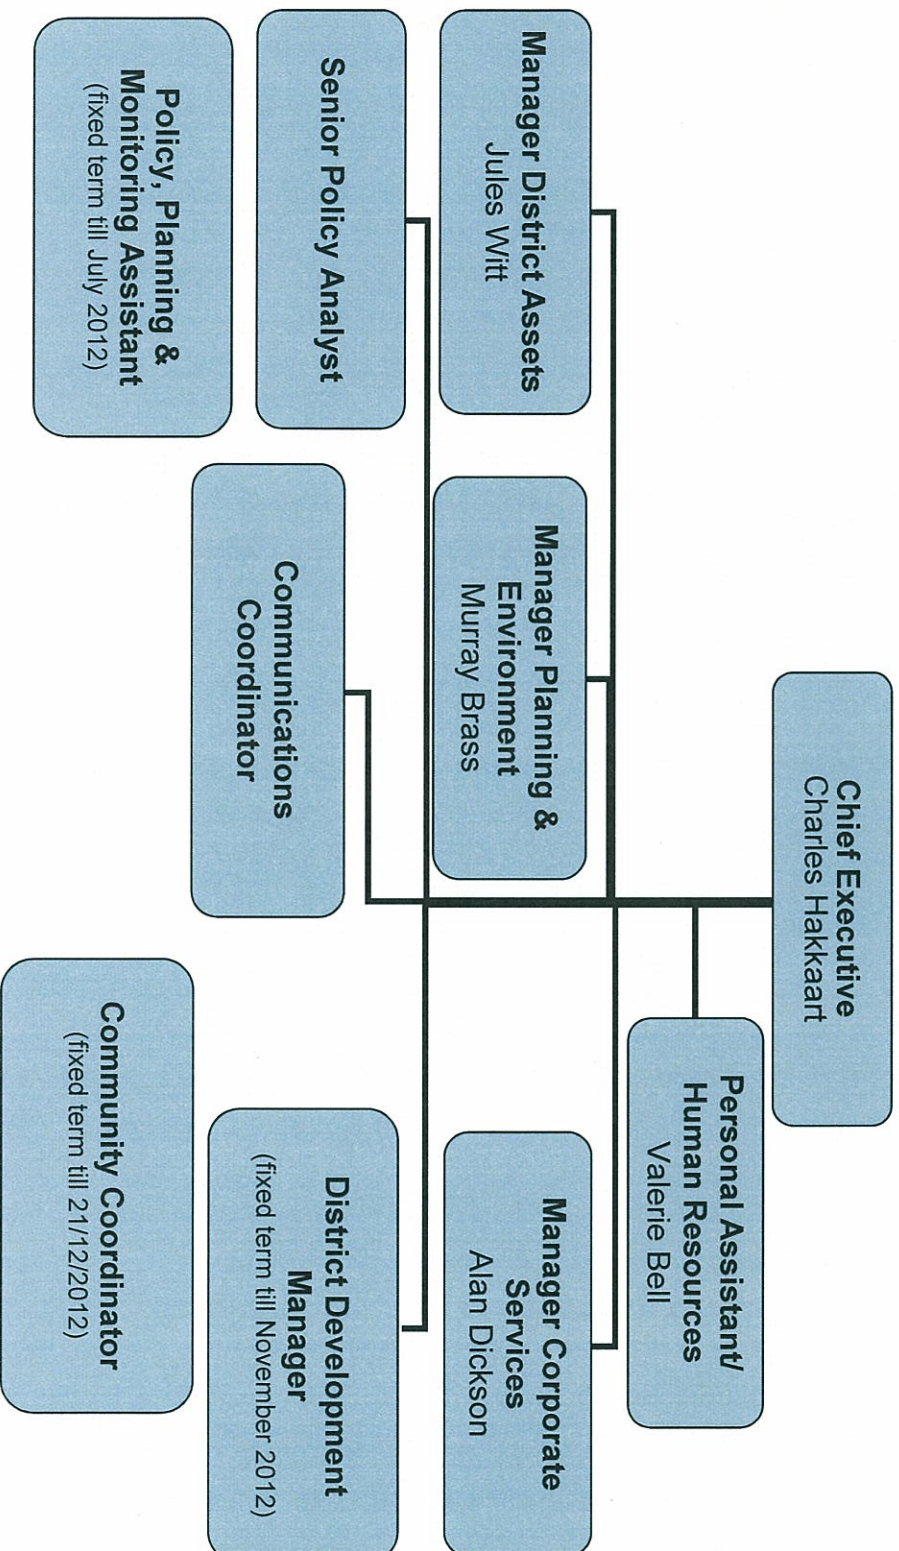 Chief Executive
Charles Hakkaart
Personal Assistant/
Human Resources
Valerie Bell
Manager District Assets
Jules Witt
Manager Planning &
Environment
Murray Brass
Manager Corporate
Services
Alan Dickson
Senior Policy Analyst
Communications
Coordinator
District Development
Manager
(fixed term till November 2012)
Policy, Planning &
Monitoring Assistant
(fixed term till July 2012)
Community Coordinator
(fixed term till 21/12/2012)